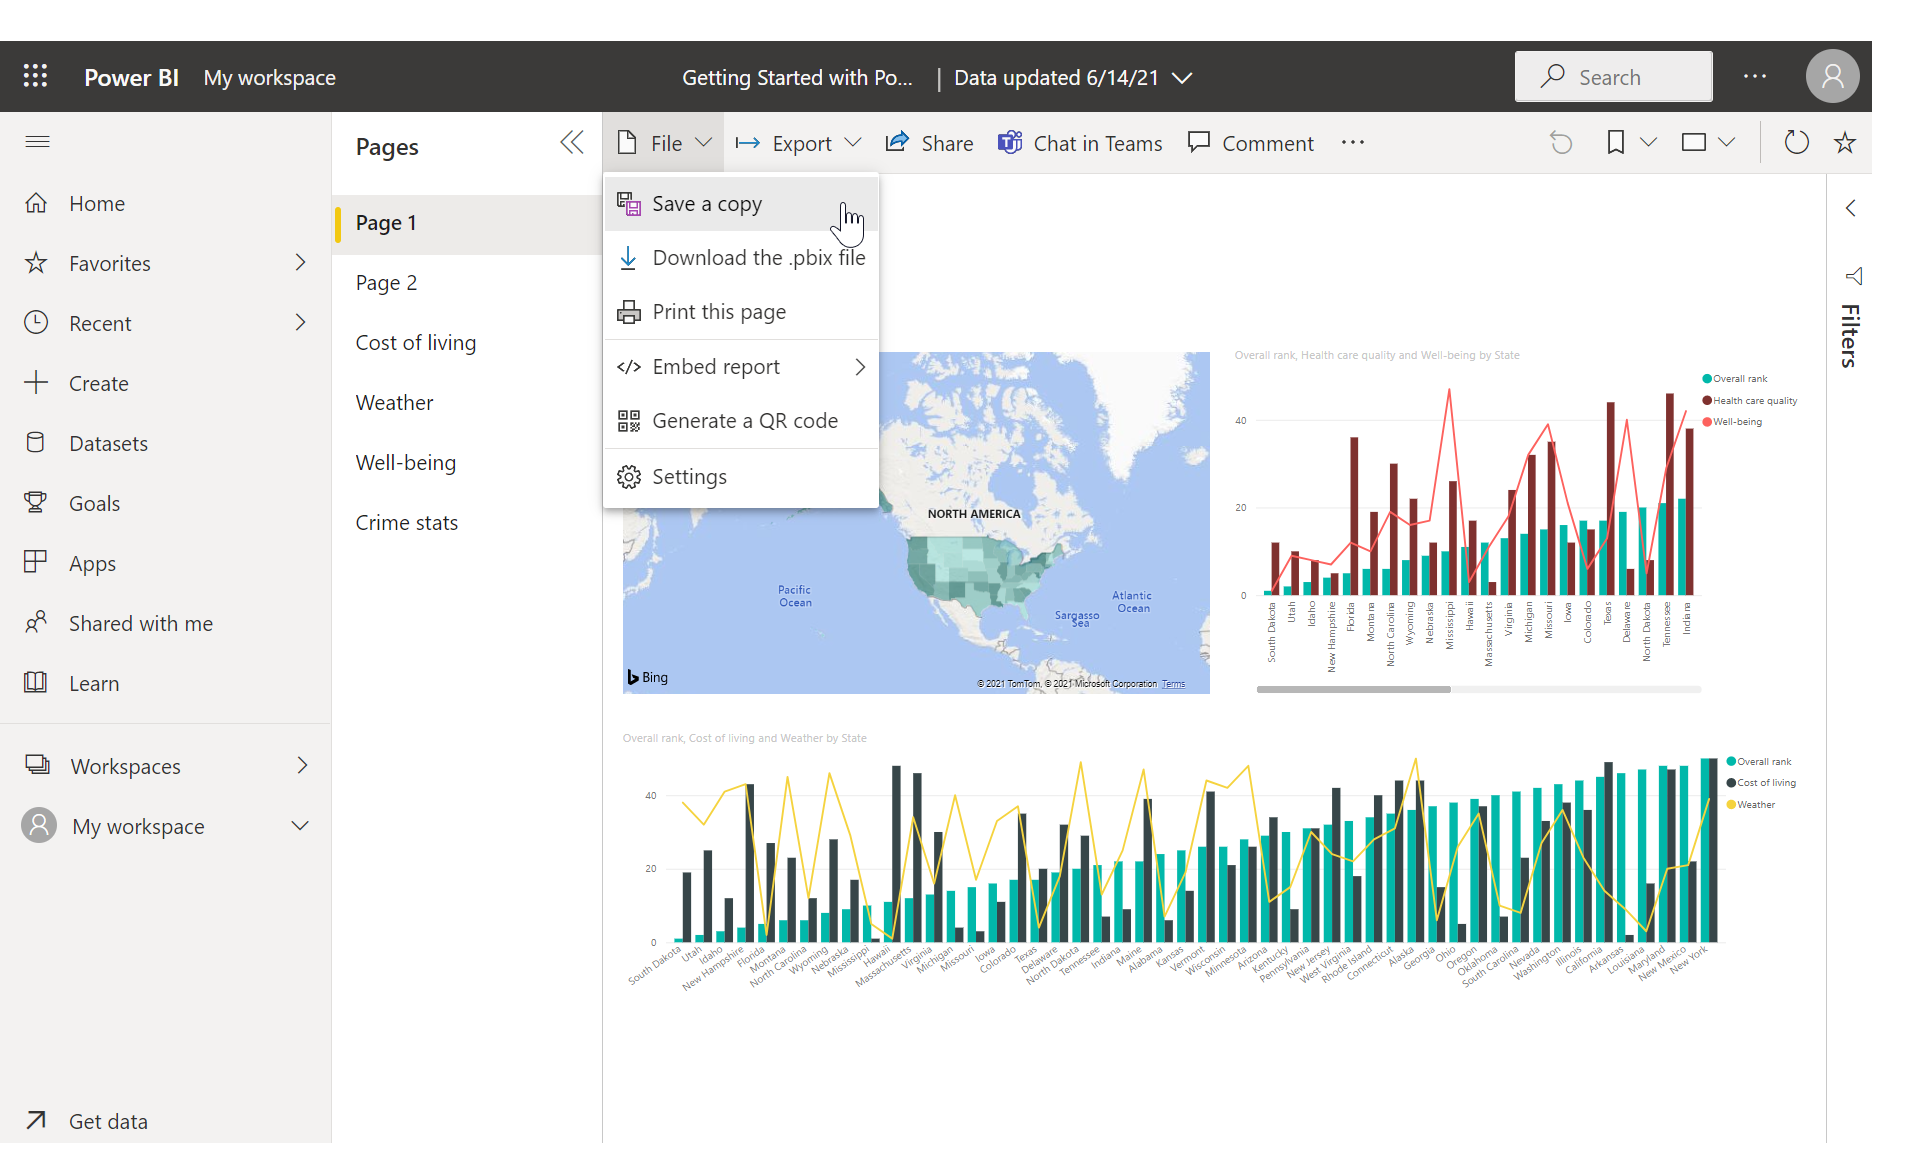 Power BI My workspace
Getting Started with Po... | Data updated 6/14/21
Search
Home
Favorites
Recent
Create
Datasets
Goals
Apps
Shared with me
Learn
Workspaces
My workspace
Get data
Pages
Page 1
Page 2
Cost of living
Weather
Well-being
Crime stats
File Export Share Chat in Teams Comment
Save a copy
Download the .pbix file
Print this page
Embed report
Generate a QR code
Settings
Filters
NORTH AMERICA
Pacific
Ocean
Atlantic
Ocean
Sargasso
Sea
Bing
© 2021 TomTom, © 2021 Microsoft Corporation Terms
Overall rank, Health care quality and Well-being by State
Overall rank
Health care quality
Well-being
40
20
0
South Dakota
Utah
Idaho
New Hampshire
Florida
Montana
North Carolina
Wyoming
Nebraska
Mississippi
Hawaii
Massachusetts
Virginia
Michigan
Missouri
Iowa
Colorado
Texas
Delaware
North Dakota
Tennessee
Indiana
Overall rank, Cost of living and Weather by State
Overall rank
Cost of living
Weather
40
20
0
South Dakota
Utah
Idaho
New Hampshire
Florida
Montana
North Carolina
Wyoming
Nebraska
Mississippi
Hawaii
Massachusetts
Virginia
Michigan
Missouri
Iowa
Colorado
Texas
Delaware
North Dakota
Tennessee
Indiana
Maine
Alabama
Kansas
Vermont
Wisconsin
Minnesota
Arizona
Kentucky
Pennsylvania
New Jersey
West Virginia
Rhode Island
Connecticut
Alaska
Georgia
Ohio
Oregon
Oklahoma
South Carolina
Nevada
Washington
Illinois
California
Arkansas
Louisiana
Maryland
New Mexico
New York